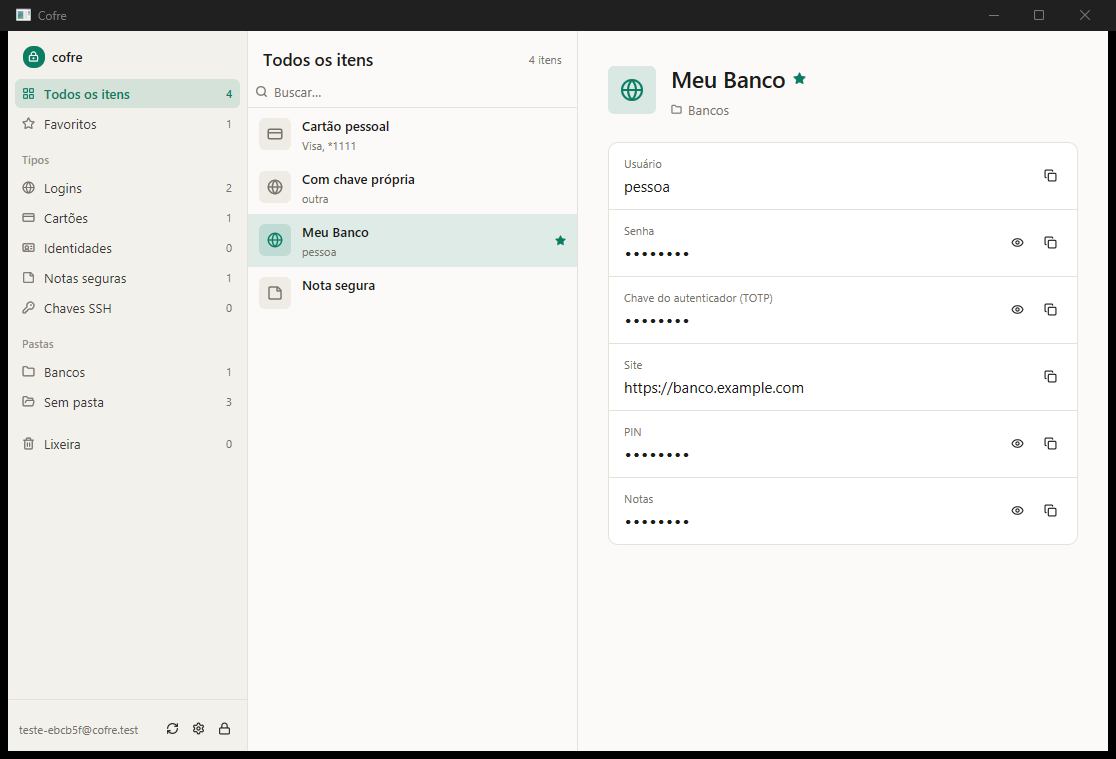 Cofre
cofre
Todos os itens 4
Favoritos 1
Tipos
Logins 2
Cartões 1
Identidades 0
Notas seguras 1
Chaves SSH 0
Pastas
Bancos 1
Sem pasta 3
Lixeira 0
teste-ebcb5f@cofre.test
Todos os itens 4 itens
Buscar...
Cartão pessoal
Visa, *1111
Com chave própria
outra
Meu Banco
pessoa
Nota segura
Meu Banco
Bancos
Usuário
pessoa
Senha
••••••••
Chave do autenticador (TOTP)
••••••••
Site
https://banco.example.com
PIN
••••••••
Notas
••••••••